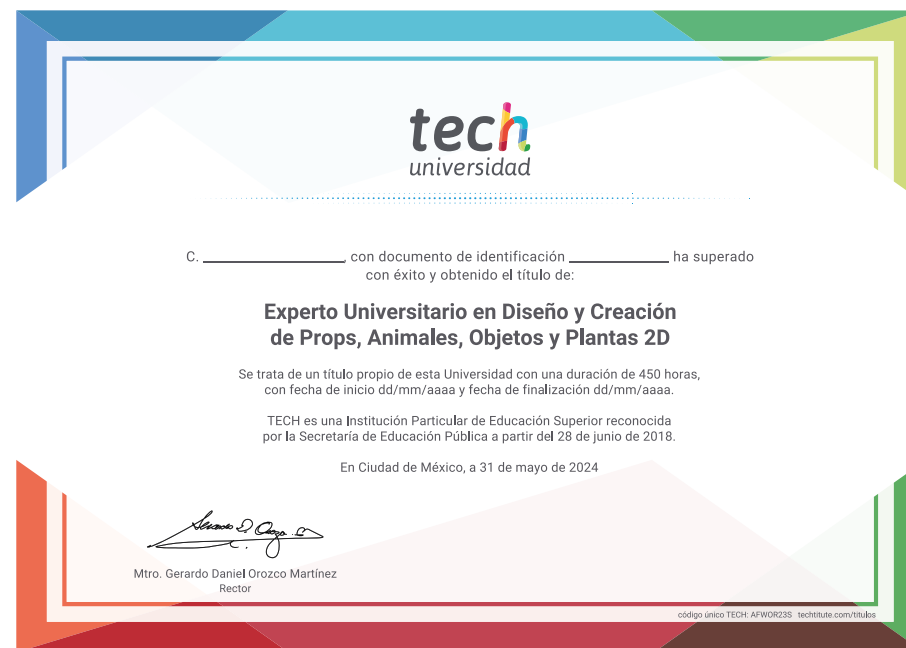 tech
universidad
C. ____________, con documento de identificación ____________ ha superado
con éxito y obtenido el título de:
Experto Universitario en Diseño y Creación
de Props, Animales, Objetos y Plantas 2D
Se trata de un título propio de esta Universidad con una duración de 450 horas,
con fecha de inicio dd/mm/aaaa y fecha de finalización dd/mm/aaaa.
TECH es una Institución Particular de Educación Superior reconocida
por la Secretaría de Educación Pública a partir del 28 de junio de 2018.
En Ciudad de México, a 31 de mayo de 2024
Mtro. Gerardo Daniel Orozco Martínez
Rector
código único TECH: AFWOR23S techtitute.com/titulos